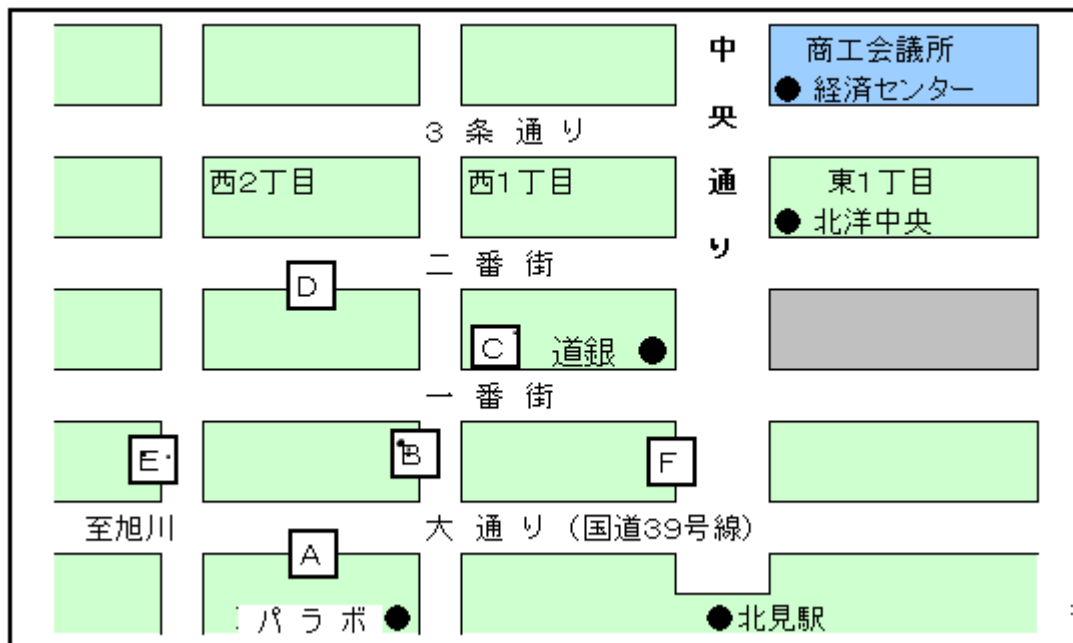 商工会議所
経済センター
中央通り
3条通り
西2丁目
西1丁目
東1丁目
北洋中央
二番街
D
C
道銀
一番街
E
B
F
至旭川
大通り(国道39号線)
A
パラボ
北見駅